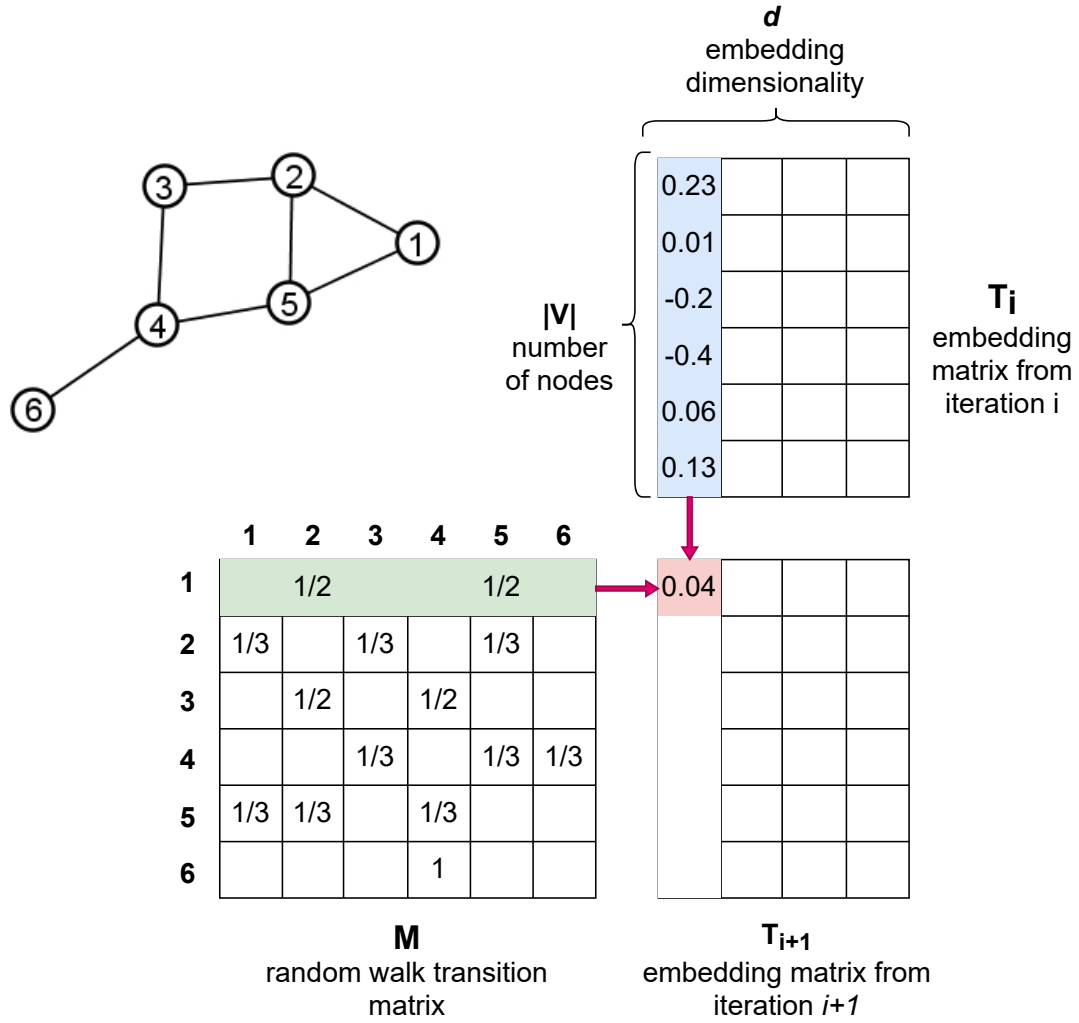 d
embedding
dimensionality
3
2
1
5
4
6
|V|
number
of nodes
0.23
0.01
-0.2
-0.4
0.06
0.13
Ti
embedding
matrix from
iteration i
1 2 3 4 5 6
1 1/2 1/2
2 1/3 1/3 1/3
3 1/2 1/2
4 1/3 1/3 1/3
5 1/3 1/3 1/3
6 1
0.04
M
random walk transition
matrix
Ti+1
embedding matrix from
iteration i+1